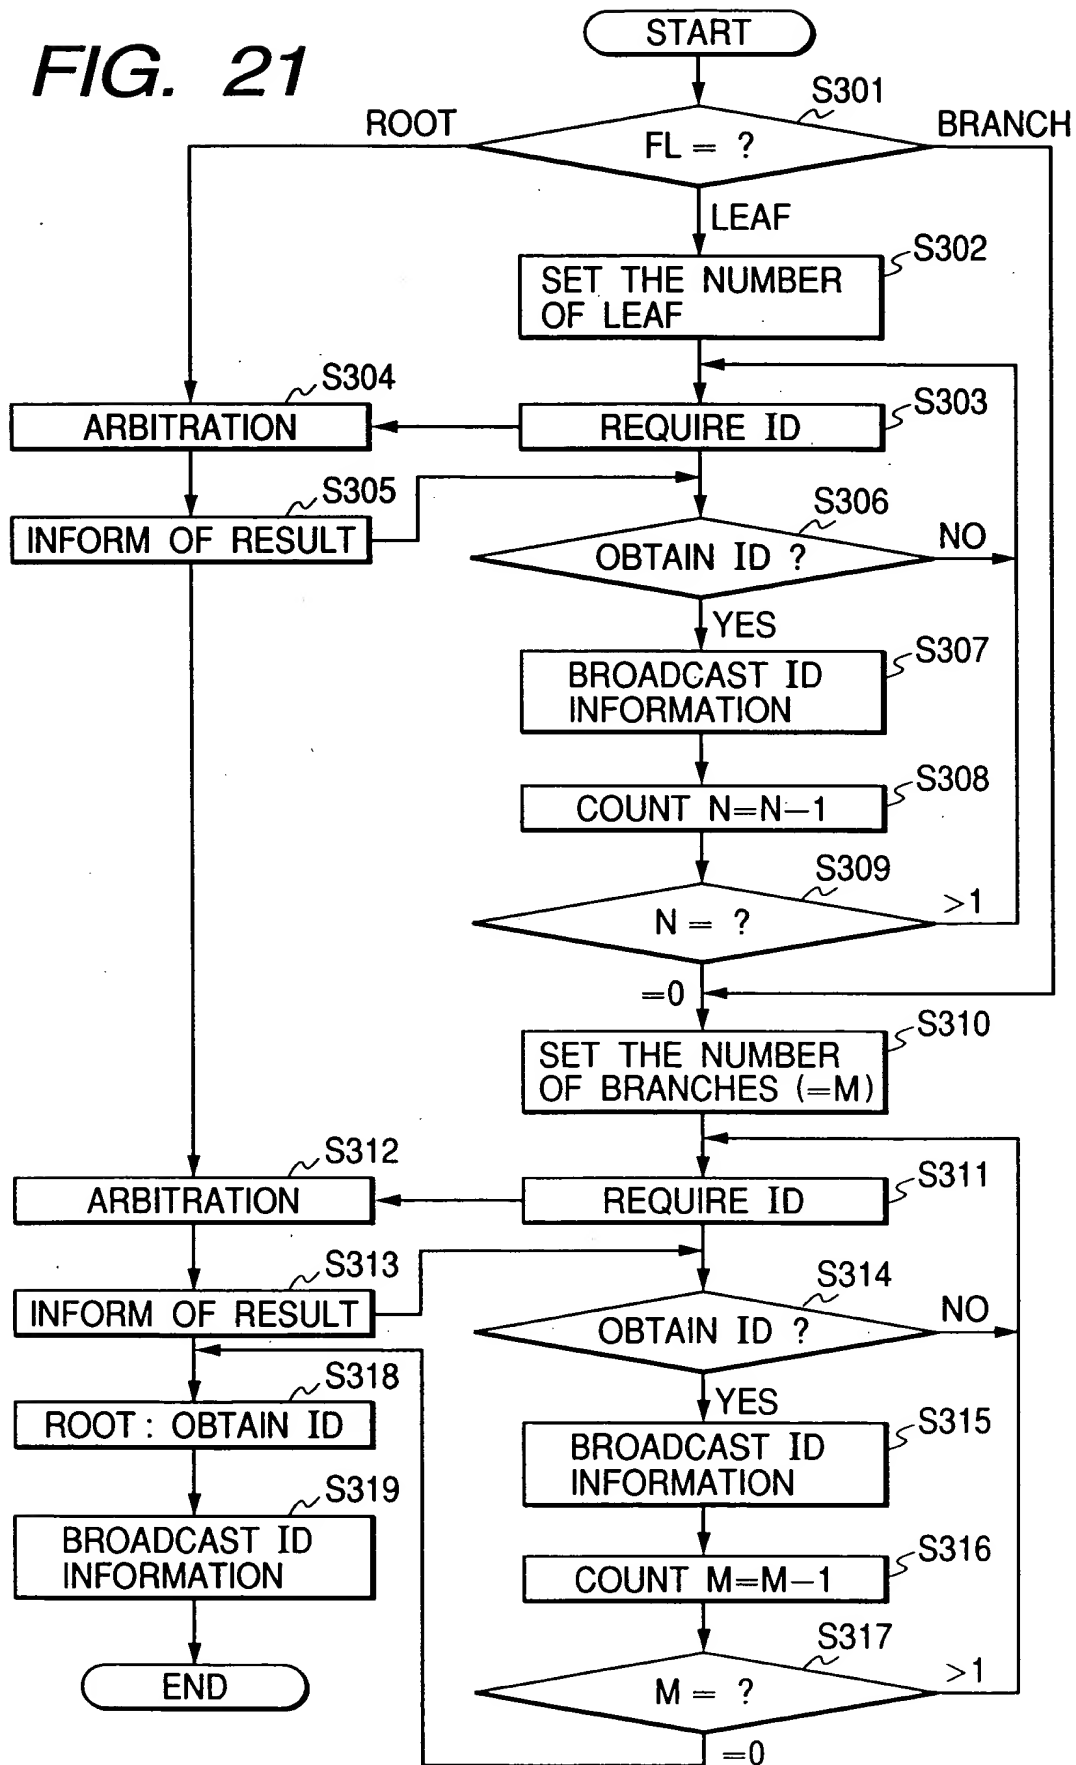 FIG. 21
START
S301
ROOT
FL = ?
BRANCH
LEAF
S302
SET THE NUMBER
OF LEAF
S304
ARBITRATION
S303
REQUIRE ID
S305
INFORM OF RESULT
S306
OBTAIN ID ?
NO
YES
S307
BROADCAST ID
INFORMATION
S308
COUNT N=N−1
S309
N = ?
>1
=0
S310
SET THE NUMBER
OF BRANCHES (=M)
S312
ARBITRATION
S311
REQUIRE ID
S313
INFORM OF RESULT
S314
OBTAIN ID ?
NO
YES
S318
ROOT : OBTAIN ID
S315
BROADCAST ID
INFORMATION
S319
BROADCAST ID
INFORMATION
S316
COUNT M=M−1
S317
M = ?
>1
END
=0